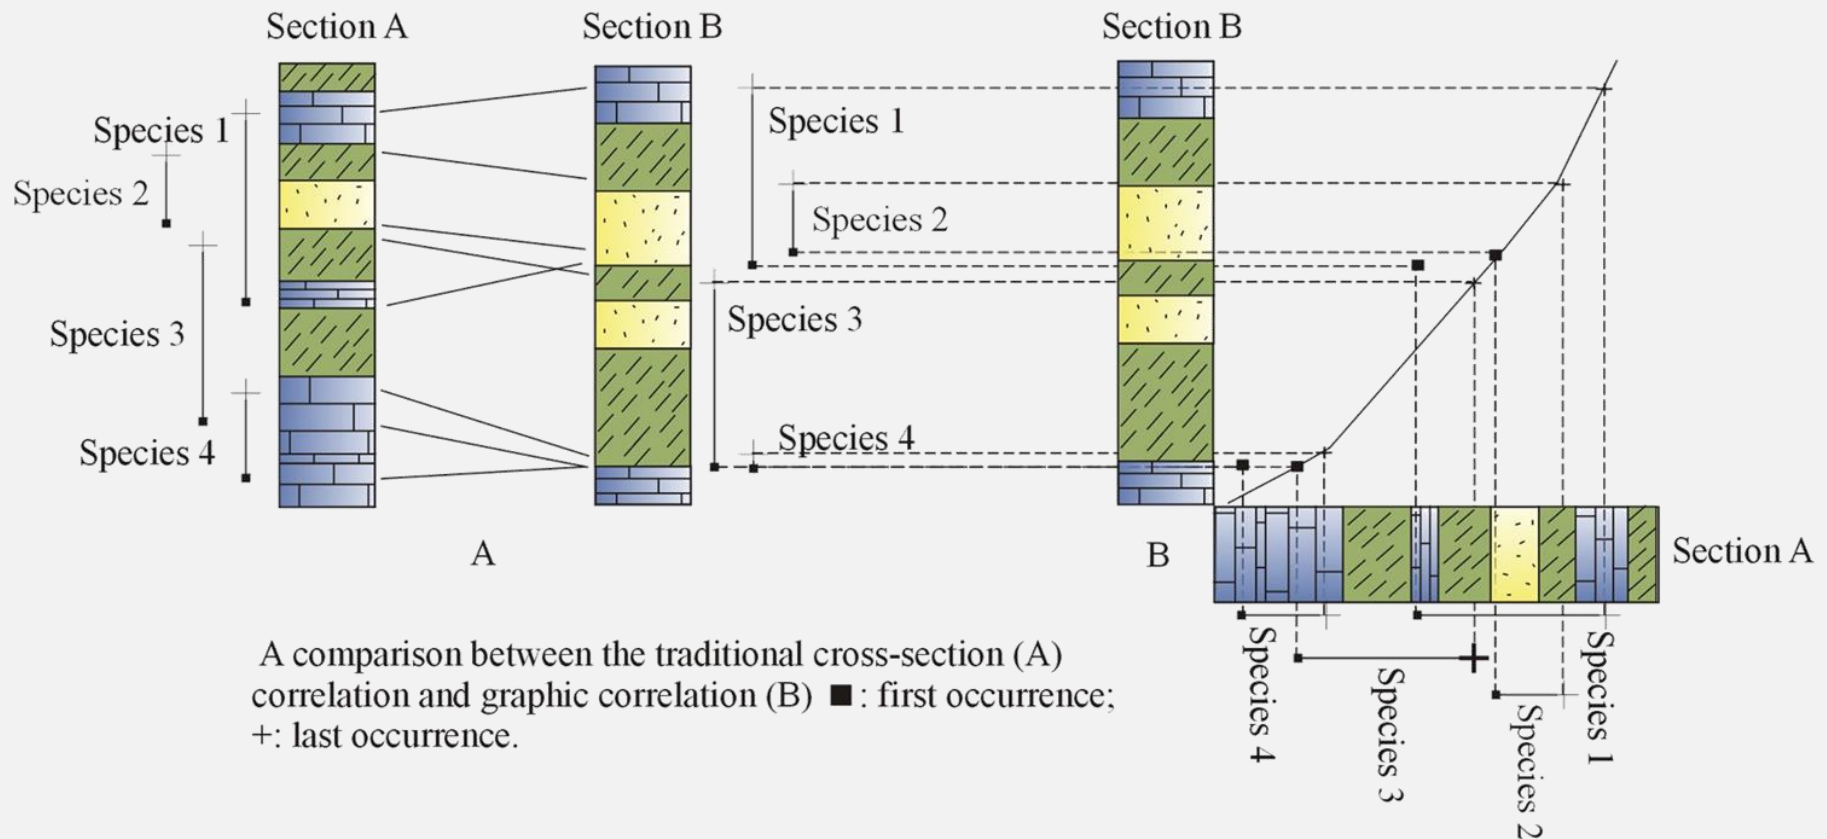 Section A
Section B
Section B
Species 1
Species 2
Species 3
Species 4
Species 1
Species 2
Species 3
Species 4
A
B
Section A
Species 4
Species 3
Species 2
Species 1
A comparison between the traditional cross-section (A)
correlation and graphic correlation (B) ■ : first occurrence;
+: last occurrence.